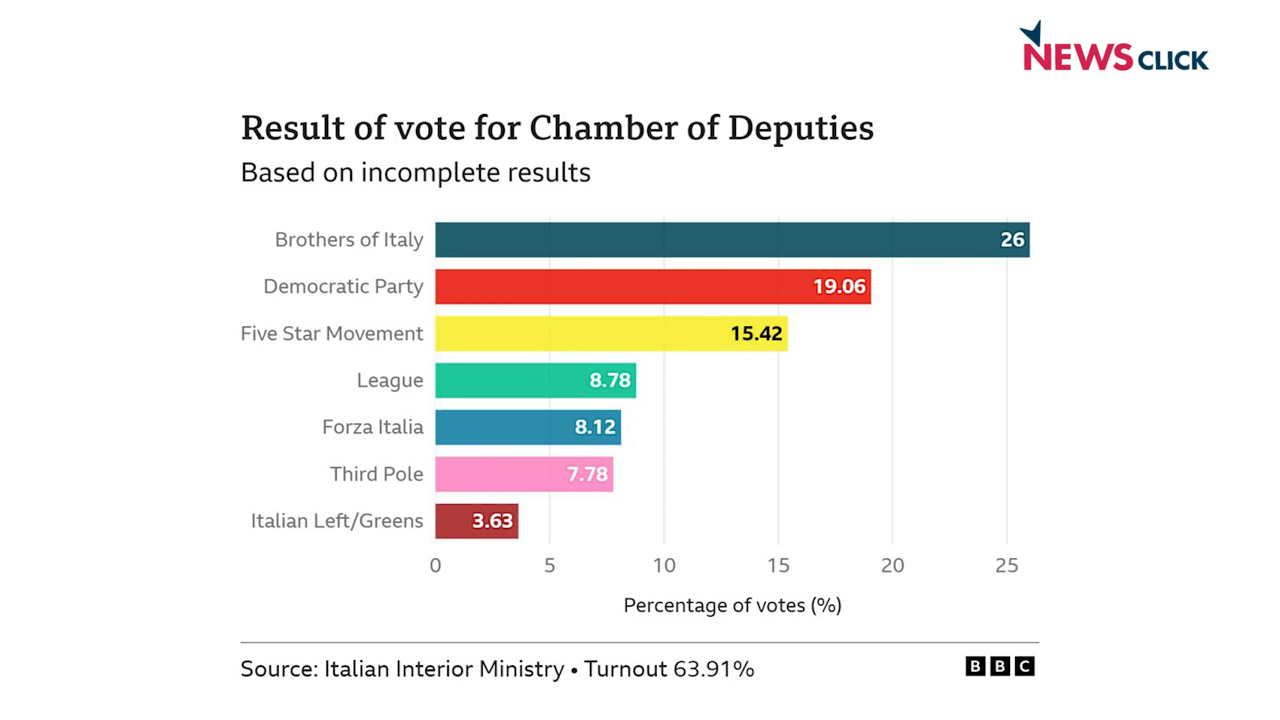 NEWS CLICK
Result of vote for Chamber of Deputies
Based on incomplete results
Brothers of Italy 26
Democratic Party 19.06
Five Star Movement 15.42
League 8.78
Forza Italia 8.12
Third Pole 7.78
Italian Left/Greens 3.63
0 5 10 15 20 25
Percentage of votes (%)
Source: Italian Interior Ministry • Turnout 63.91% BBC